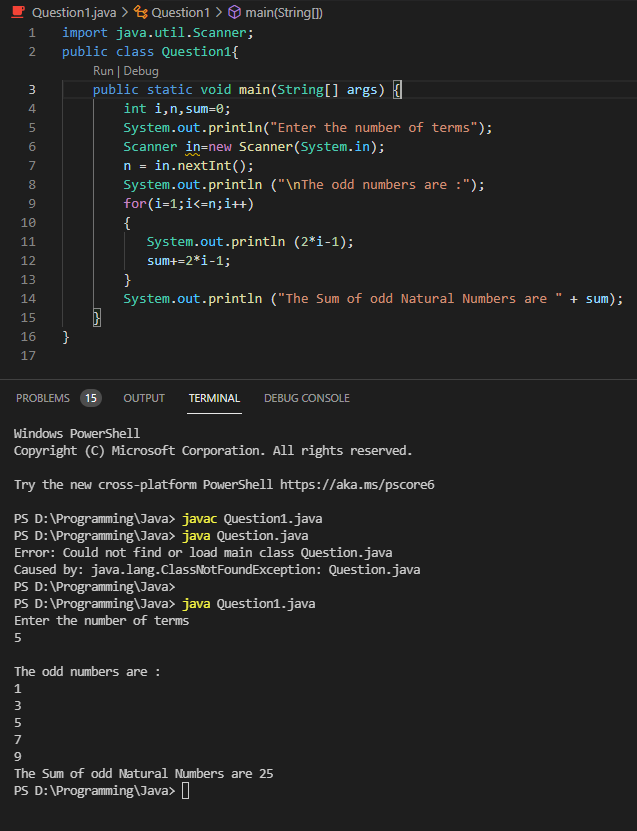 Question1.java > Question1 > main(String[])
1 import java.util.Scanner;
2 public class Question1{
Run | Debug
3 public static void main(String[] args) {
4 int i,n,sum=0;
5 System.out.println("Enter the number of terms");
6 Scanner in=new Scanner(System.in);
7 n = in.nextInt();
8 System.out.println ("\nThe odd numbers are :");
9 for(i=1;i<=n;i++)
10 {
11 System.out.println (2*i-1);
12 sum+=2*i-1;
13 }
14 System.out.println ("The Sum of odd Natural Numbers are " + sum);
15 }
16 }
17
PROBLEMS 15 OUTPUT TERMINAL DEBUG CONSOLE
Windows PowerShell
Copyright (C) Microsoft Corporation. All rights reserved.
Try the new cross-platform PowerShell https://aka.ms/pscore6
PS D:\Programming\Java> javac Question1.java
PS D:\Programming\Java> java Question.java
Error: Could not find or load main class Question.java
Caused by: java.lang.ClassNotFoundException: Question.java
PS D:\Programming\Java>
PS D:\Programming\Java> java Question1.java
Enter the number of terms
5
The odd numbers are :
1
3
5
7
9
The Sum of odd Natural Numbers are 25
PS D:\Programming\Java>